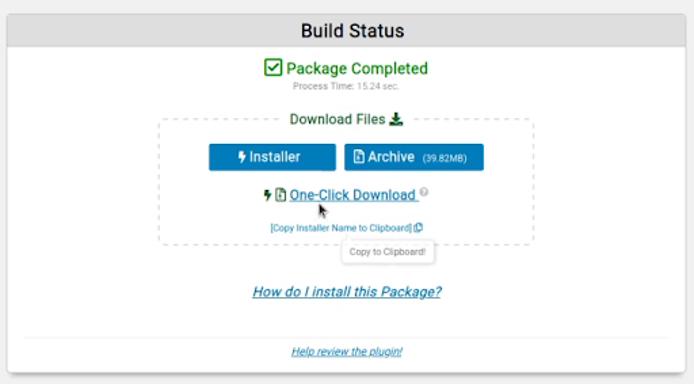 Build Status
Package Completed
Process Time: 15.24 sec.
Download Files
Installer
Archive (39.82MB)
One-Click Download ?
[Copy Installer Name to Clipboard]
Copy to Clipboard!
How do I install this Package?
Help review the plugin!